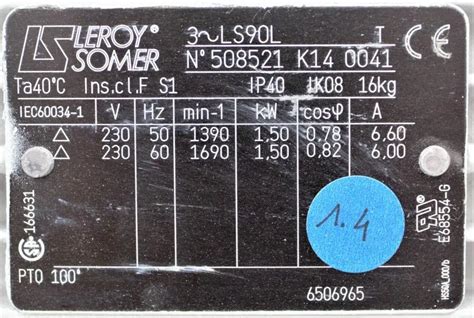 LEROY® SOMER
3~LS90L T
N° 508521 K14 0041
Ta40°C Ins.cl.F S1 IP40 IK08 16kg
IEC60034-1 V Hz min-1 kW cosφ A
△ 230 50 1390 1,50 0,78 6,60
△ 230 60 1690 1,50 0,82 6,00
166631
1.4
E68554-G
PTO 100°
6506965